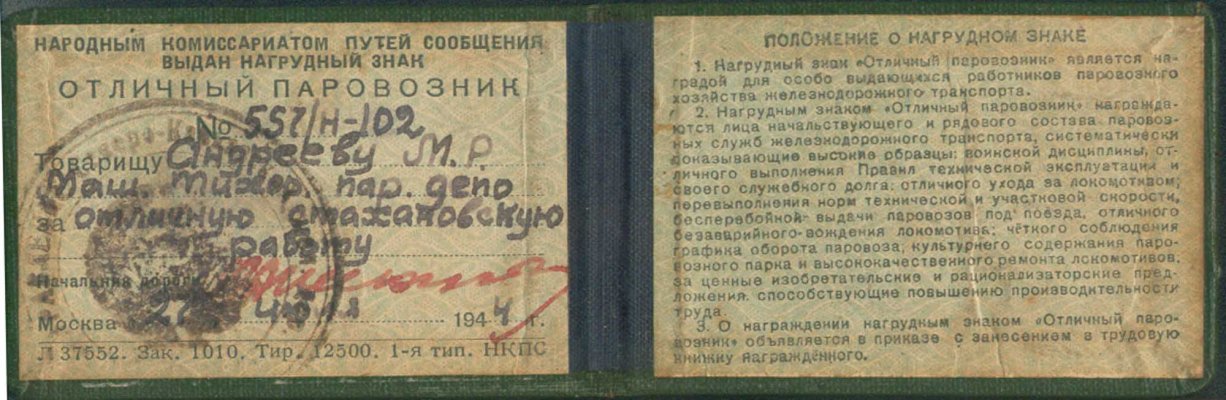 НАРОДНЫМ КОМИССАРИАТОМ ПУТЕЙ СООБЩЕНИЯ
ВЫДАН НАГРУДНЫЙ ЗНАК
ОТЛИЧНЫЙ ПАРОВОЗНИК
№ 557/Н-102
Товарищу Андрееву М.Р.
Маш. Тихор. пар. депо
за отличную стахановскую
работу
Начальник дороги
Москва 1944 г.
Л 37552. Зак. 1010. Тир. 12500. 1-я тип. НКПС
ПОЛОЖЕНИЕ О НАГРУДНОМ ЗНАКЕ
1. Нагрудный знак «Отличный паровозник» является на-
градой для особо выдающихся работников паровозного
хозяйства железнодорожного транспорта.
2. Нагрудным знаком «Отличный паровозник» награжда-
ются лица начальствующего и рядового состава паровоз-
ных служб железнодорожного транспорта, систематически
показывающие высокие образцы: воинской дисциплины, от-
личного выполнения Правил технической эксплуатации и
своего служебного долга; отличного ухода за локомотивом;
перевыполнения норм технической и участковой скорости,
бесперебойной выдачи паровозов под поезда, отличного
безаварийного вождения локомотива; чёткого соблюдения
графика оборота паровоза, культурного содержания паро-
возного парка и высококачественного ремонта локомотивов.
за ценные изобретательские и рационализаторские пред-
ложения, способствующие повышению производительности
труда.
3. О награждении нагрудным знаком «Отличный паро-
возник» объявляется в приказе с занесением в трудовую
книжку награждённого.